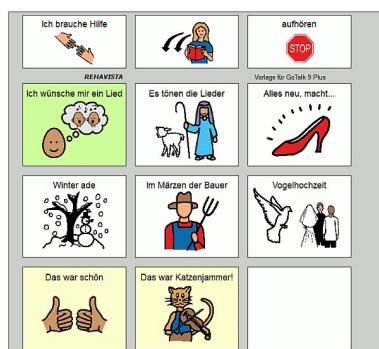 Ich brauche Hilfe
aufhören
STOP
REHAVISTA
Vorlage für GoTalk 9 Plus
Ich wünsche mir ein Lied
Es tönen die Lieder
Alles neu, macht...
Winter ade
Im Märzen der Bauer
Vogelhochzeit
Das war schön
Das war Katzenjammer!